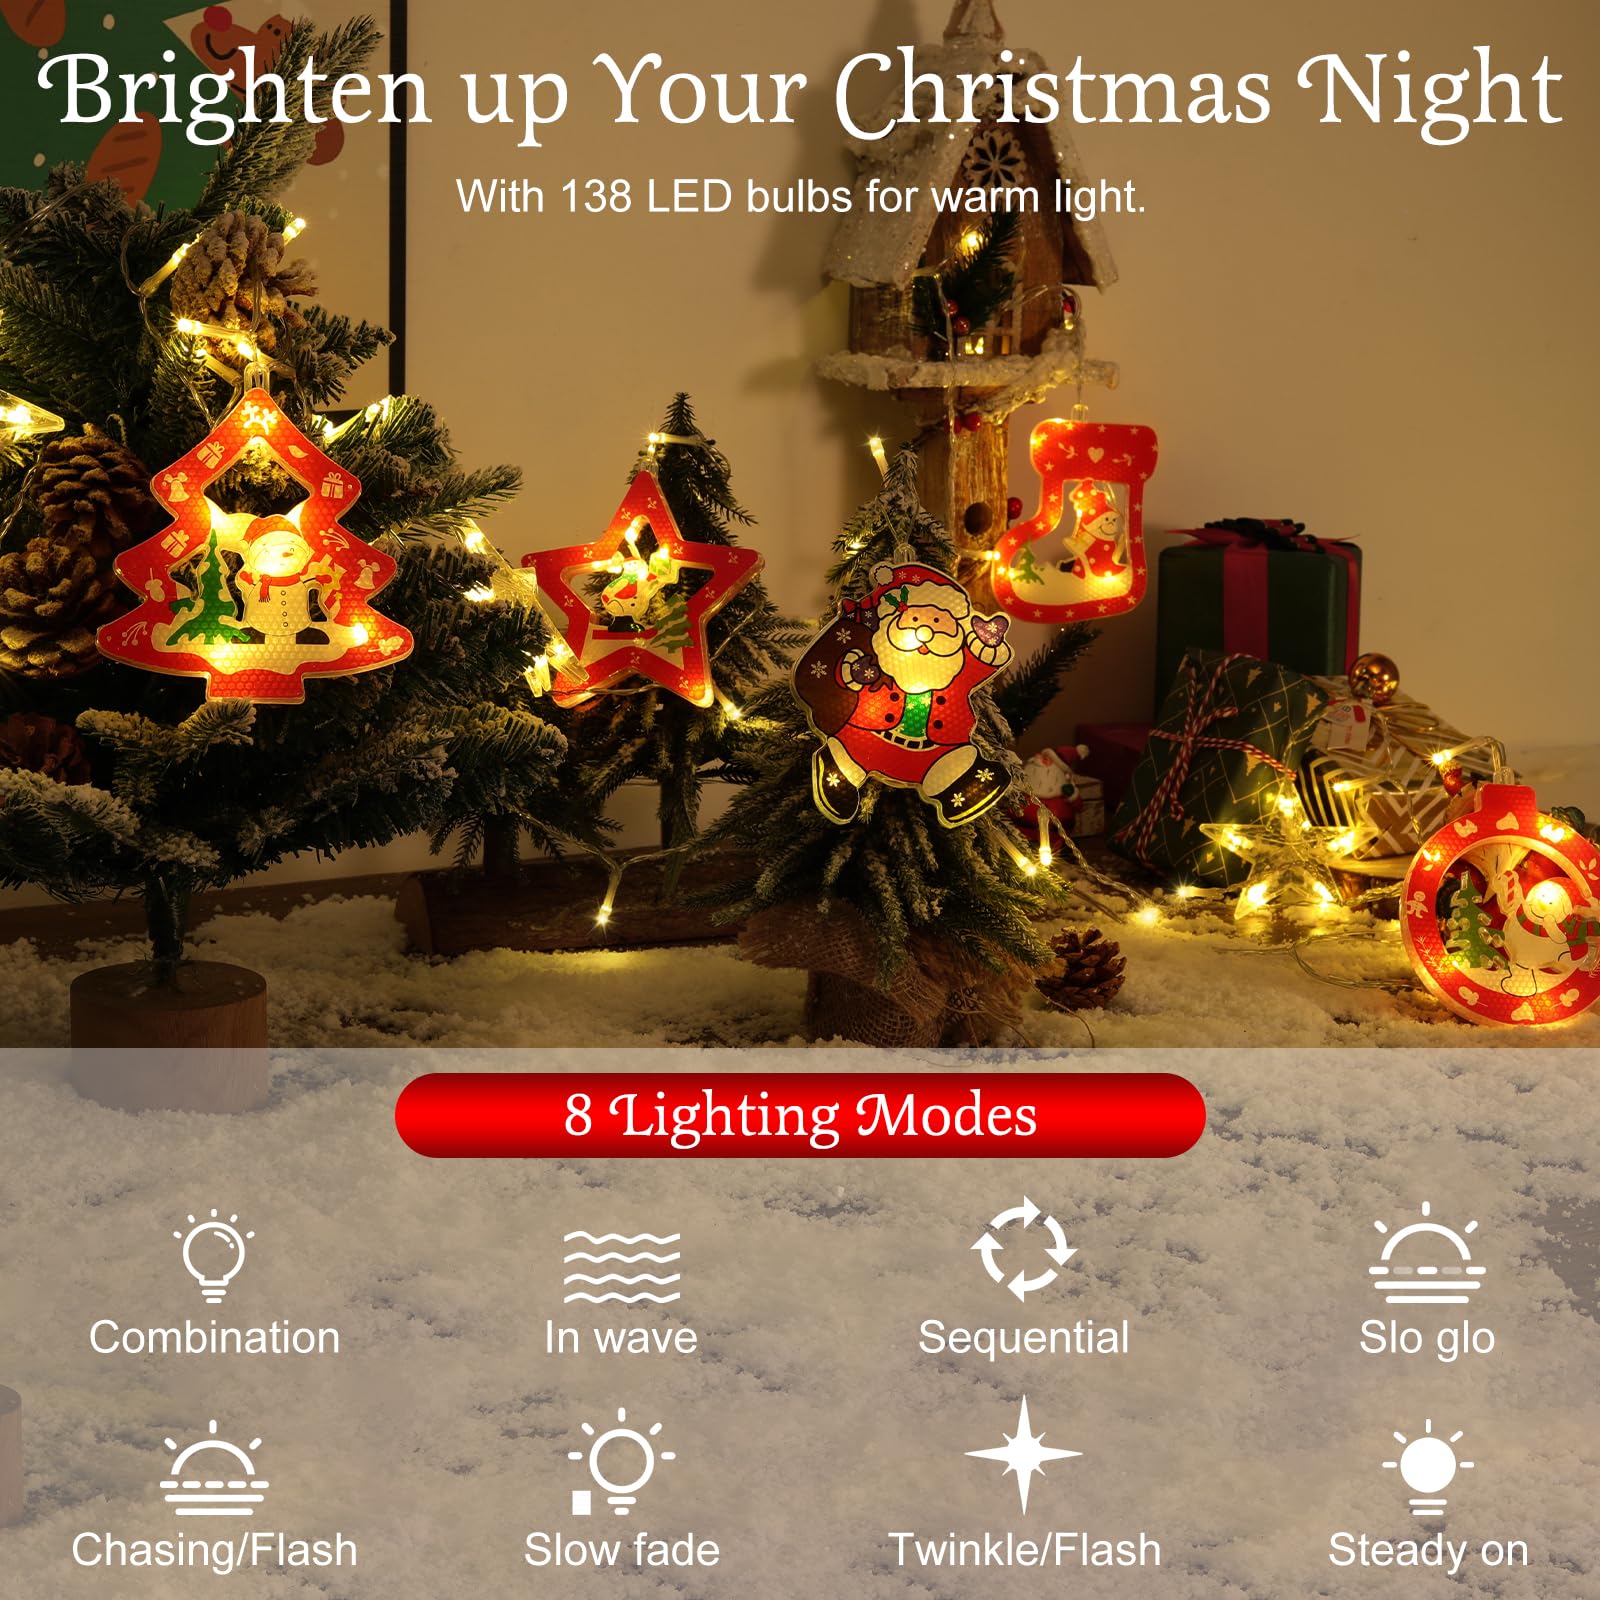 Brighten up Your Christmas Night
With 138 LED bulbs for warm light.
8 Lighting Modes
Combination
In wave
Sequential
Slo glo
Chasing/Flash
Slow fade
Twinkle/Flash
Steady on